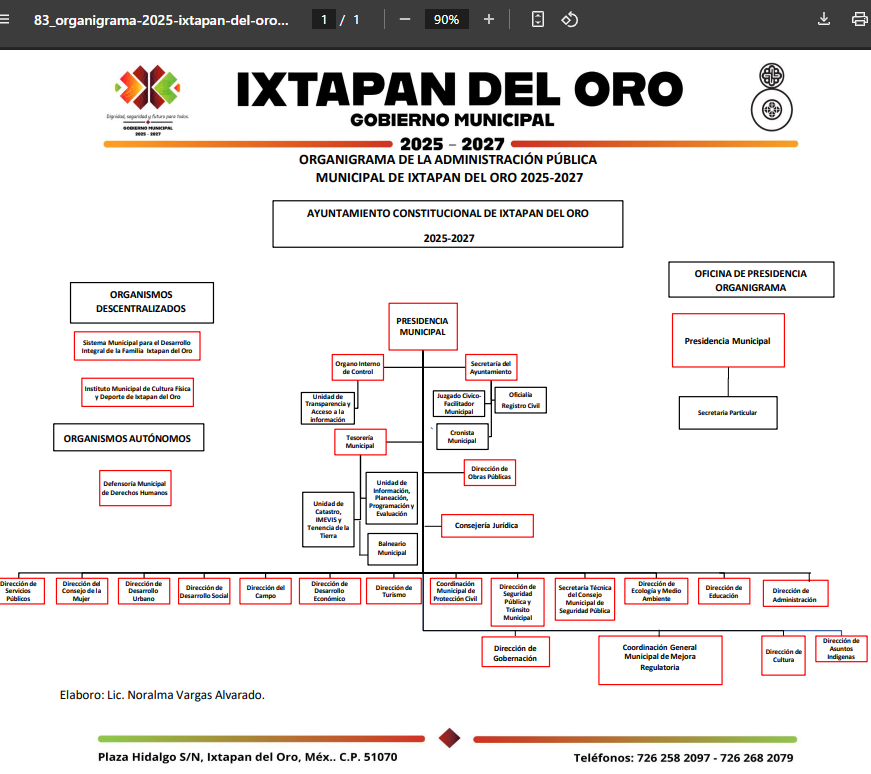 83_organigrama-2025-ixtapan-del-oro...
1 / 1
90%
Dignidad, seguridad y futuro para todos.
GOBIERNO MUNICIPAL
2025 - 2027
IXTAPAN DEL ORO
GOBIERNO MUNICIPAL
2025 – 2027
ORGANIGRAMA DE LA ADMINISTRACIÓN PÚBLICA
MUNICIPAL DE IXTAPAN DEL ORO 2025-2027
AYUNTAMIENTO CONSTITUCIONAL DE IXTAPAN DEL ORO
2025-2027
OFICINA DE PRESIDENCIA
ORGANIGRAMA
Presidencia Municipal
Secretaria Particular
ORGANISMOS
DESCENTRALIZADOS
Sistema Municipal para el Desarrollo
Integral de la Familia Ixtapan del Oro
Instituto Municipal de Cultura Física
y Deporte de Ixtapan del Oro
ORGANISMOS AUTÓNOMOS
Defensoría Municipal
de Derechos Humanos
PRESIDENCIA
MUNICIPAL
Organo Interno
de Control
Secretaría del
Ayuntamiento
Unidad de
Transparencia y
Acceso a la
información
Juzgado Cívico-
Facilitador
Municipal
Oficialía
Registro Civil
Cronista
Municipal
Tesorería
Municipal
Dirección de
Obras Públicas
Unidad de
Información,
Planeación,
Programación y
Evaluación
Unidad de
Catastro,
IMEVIS y
Tenencia de la
Tierra
Consejería Jurídica
Balneario
Municipal
Dirección de
Servicios
Públicos
Dirección del
Consejo de la
Mujer
Dirección de
Desarrollo
Urbano
Dirección de
Desarrollo Social
Dirección del
Campo
Dirección de
Desarrollo
Económico
Dirección de
Turismo
Coordinación
Municipal de
Protección Civil
Dirección de
Seguridad
Pública y
Tránsito
Municipal
Secretaría Técnica
del Consejo
Municipal de
Seguridad Pública
Dirección de
Ecología y Medio
Ambiente
Dirección de
Educación
Dirección de
Administración
Dirección de
Gobernación
Coordinación General
Municipal de Mejora
Regulatoria
Dirección de
Cultura
Dirección de
Asuntos
Indígenas
Elaboro: Lic. Noralma Vargas Alvarado.
Plaza Hidalgo S/N, Ixtapan del Oro, Méx.. C.P. 51070
Teléfonos: 726 258 2097 - 726 268 2079